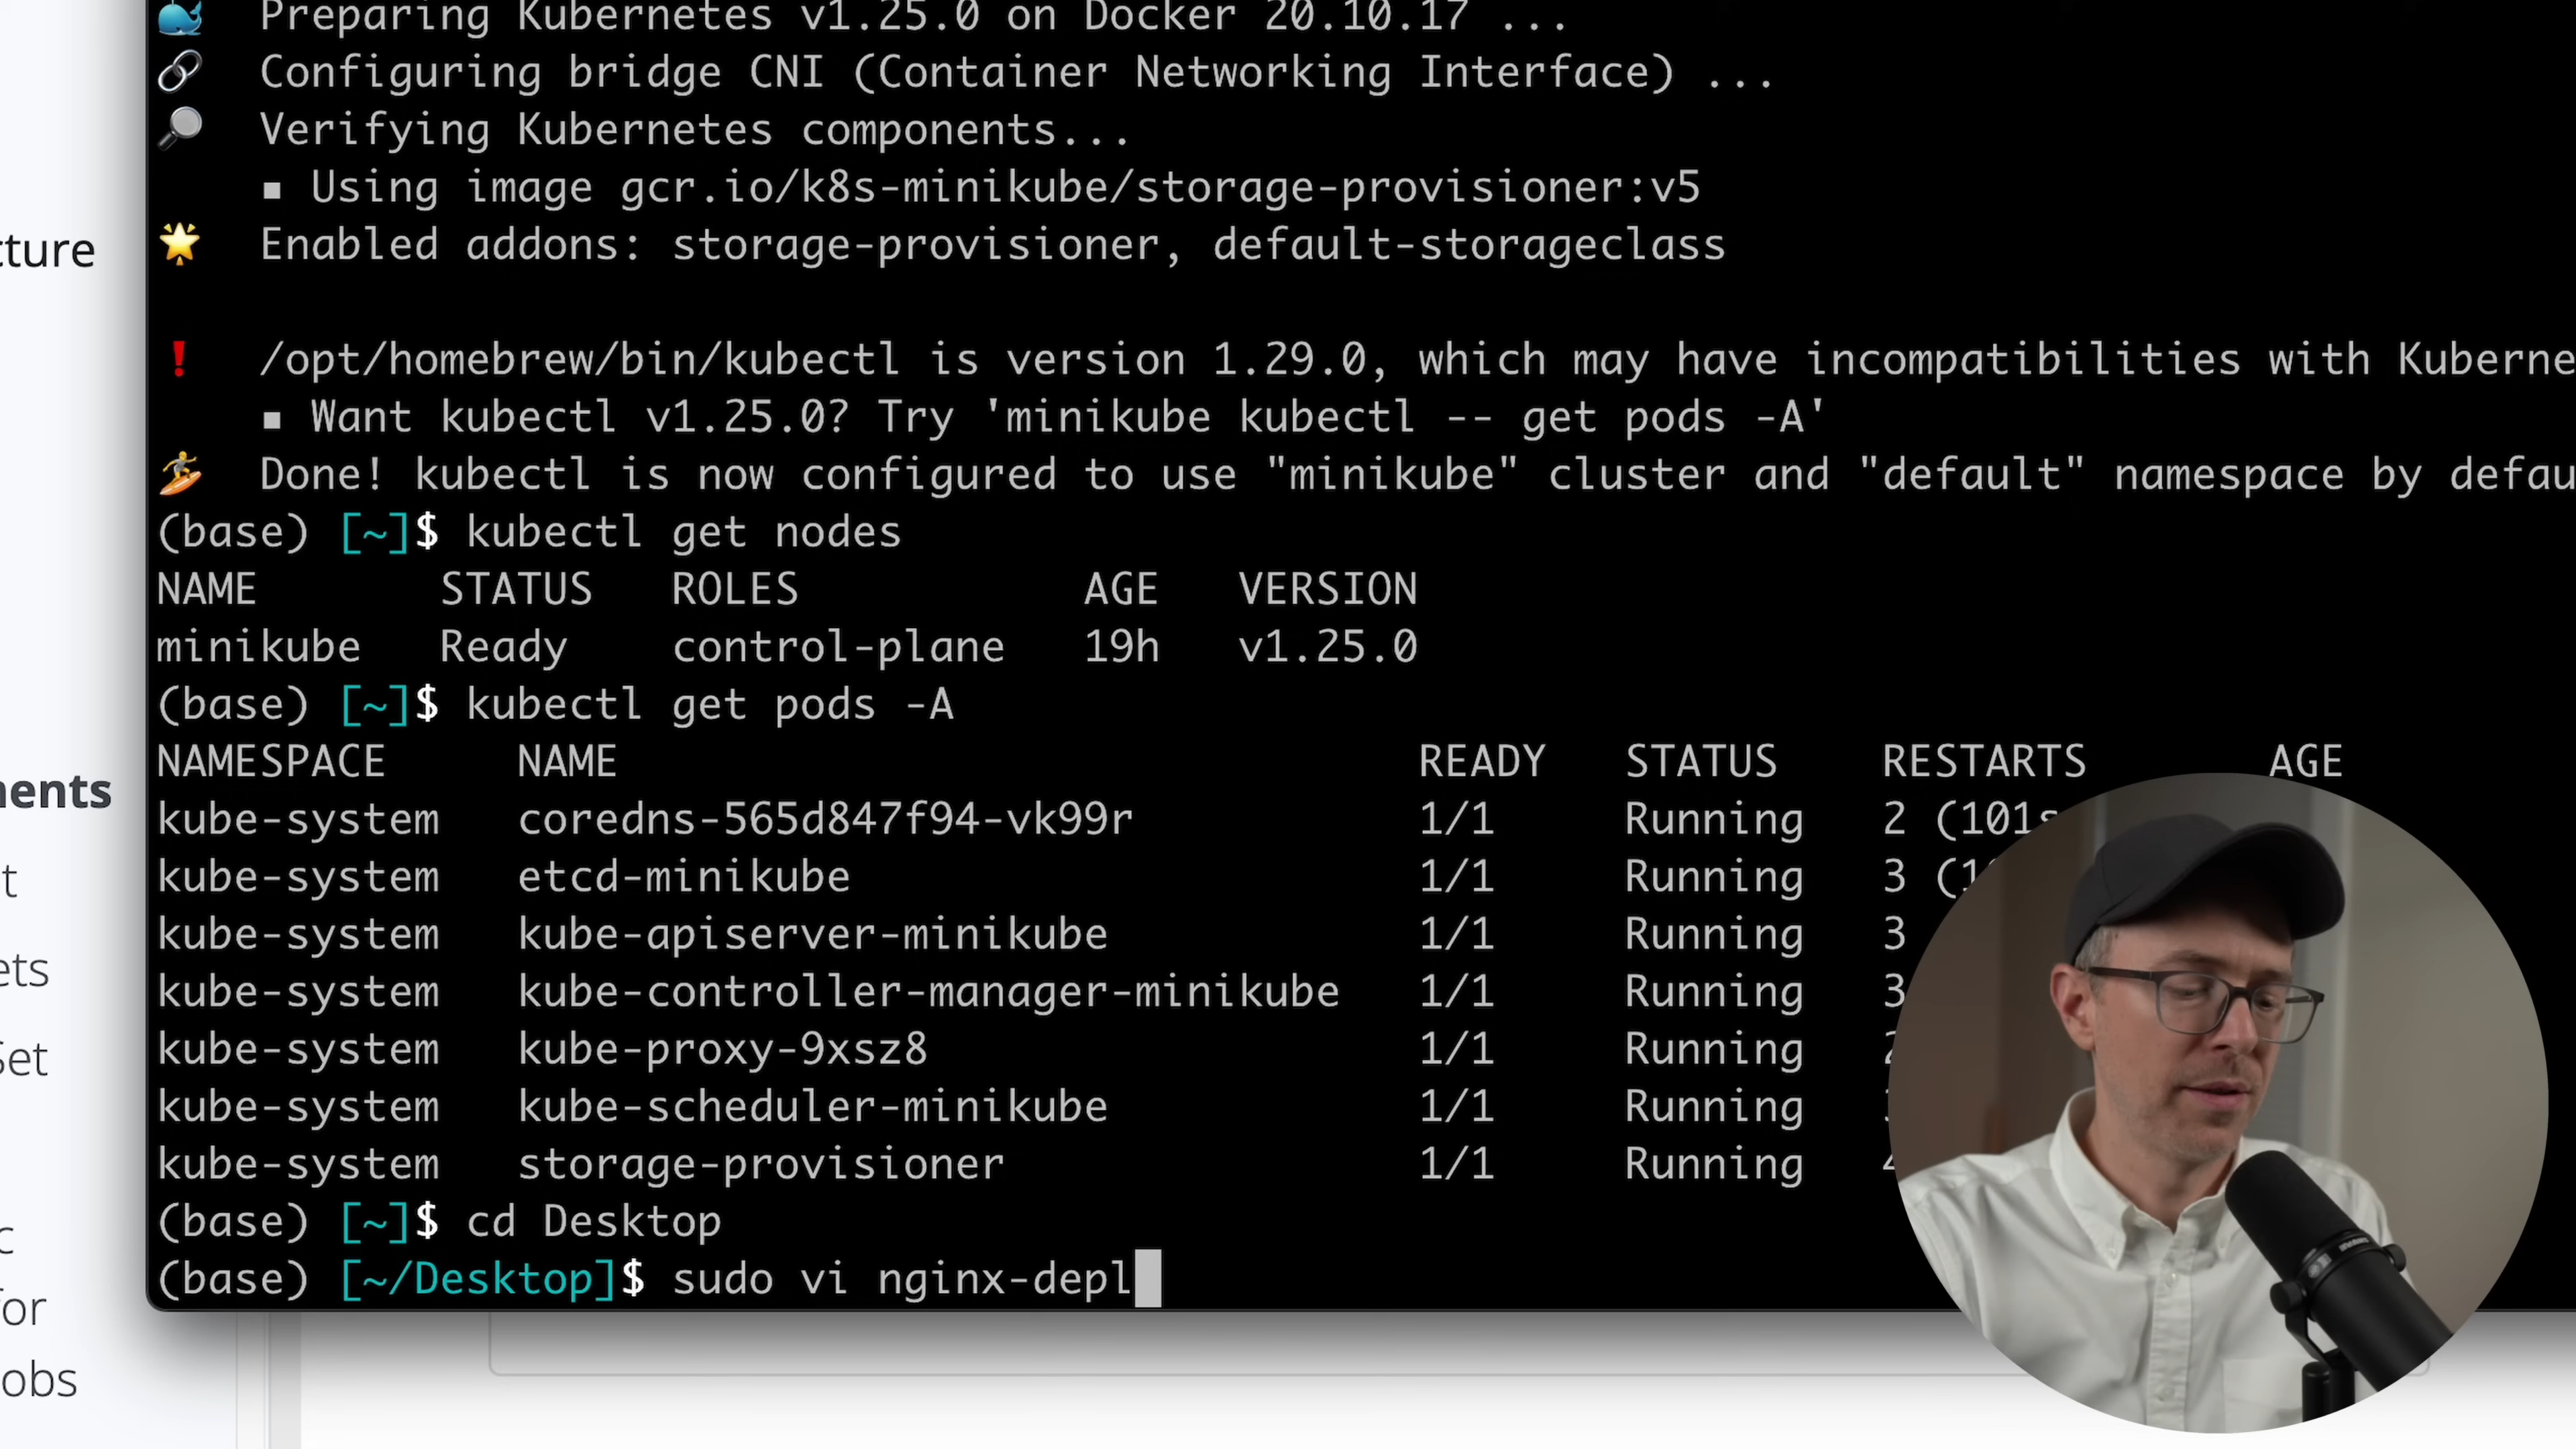 Preparing Kubernetes v1.25.0 on Docker 20.10.17 ...
Configuring bridge CNI (Container Networking Interface) ...
Verifying Kubernetes components...
▪ Using image gcr.io/k8s-minikube/storage-provisioner:v5
Enabled addons: storage-provisioner, default-storageclass
! /opt/homebrew/bin/kubectl is version 1.29.0, which may have incompatibilities with Kuberne
▪ Want kubectl v1.25.0? Try 'minikube kubectl -- get pods -A'
Done! kubectl is now configured to use "minikube" cluster and "default" namespace by defau
(base) [~]$ kubectl get nodes
NAME STATUS ROLES AGE VERSION
minikube Ready control-plane 19h v1.25.0
(base) [~]$ kubectl get pods -A
NAMESPACE NAME READY STATUS RESTARTS AGE
kube-system coredns-565d847f94-vk99r 1/1 Running 2 (101s
kube-system etcd-minikube 1/1 Running 3 (1
kube-system kube-apiserver-minikube 1/1 Running 3
kube-system kube-controller-manager-minikube 1/1 Running 3
kube-system kube-proxy-9xsz8 1/1 Running 2
kube-system kube-scheduler-minikube 1/1 Running
kube-system storage-provisioner 1/1 Running 4
(base) [~]$ cd Desktop
(base) [~/Desktop]$ sudo vi nginx-depl
cture
nents
t
ets
Set
c
for
obs